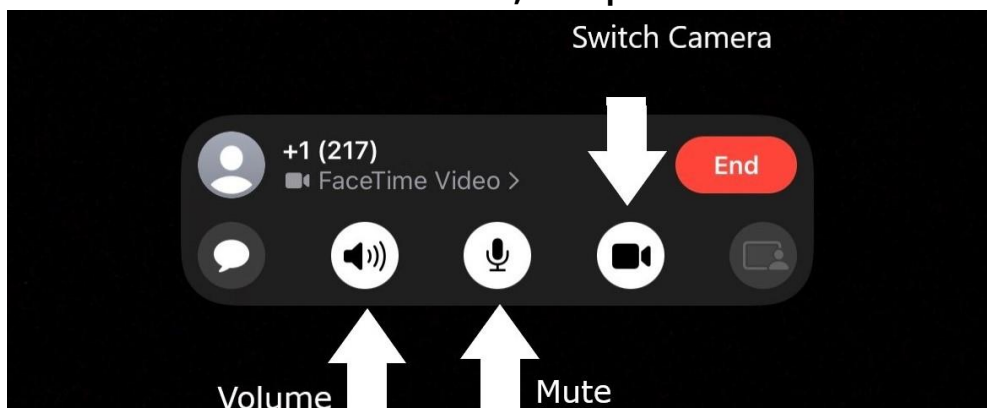 Switch Camera
+1 (217)
FaceTime Video >
End
Volume
Mute